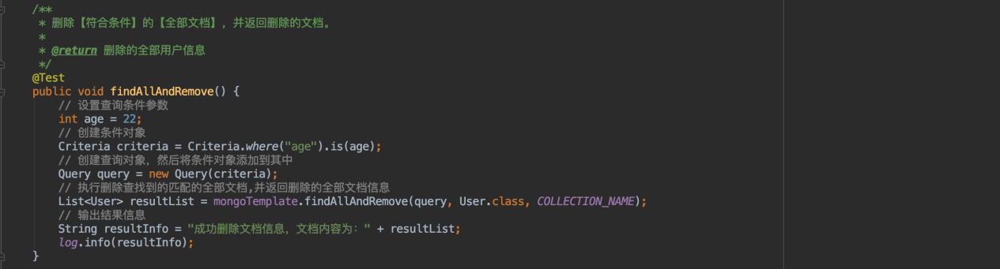 /**
 * 删除【符合条件】的【全部文档】，并返回删除的文档。
 *
 * @return 删除的全部用户信息
 */
@Test
public void findAllAndRemove() {
    // 设置查询条件参数
    int age = 22;
    // 创建条件对象
    Criteria criteria = Criteria.where("age").is(age);
    // 创建查询对象，然后将条件对象添加到其中
    Query query = new Query(criteria);
    // 执行删除查找到的匹配的全部文档,并返回删除的全部文档信息
    List<User> resultList = mongoTemplate.findAllAndRemove(query, User.class, COLLECTION_NAME);
    // 输出结果信息
    String resultInfo = "成功删除文档信息，文档内容为：" + resultList;
    log.info(resultInfo);
}